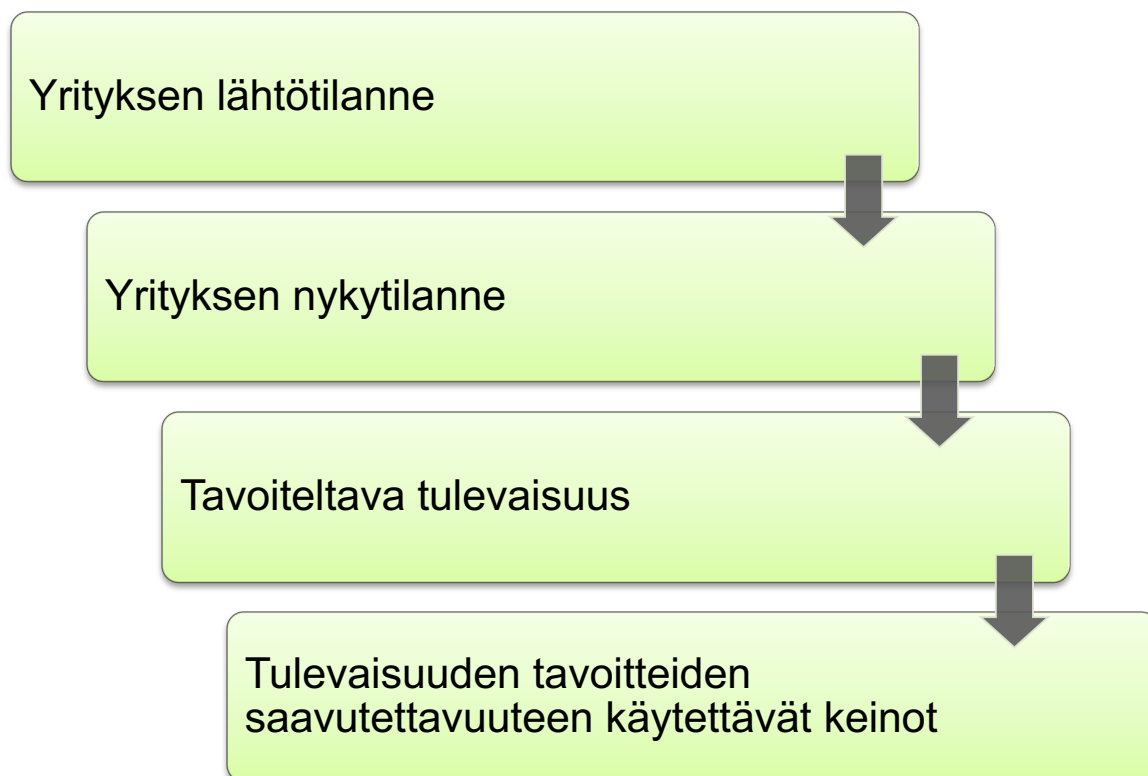 Yrityksen lähtötilanne
Yrityksen nykytilanne
Tavoiteltava tulevaisuus
Tulevaisuuden tavoitteiden
saavutettavuuteen käytettävät keinot